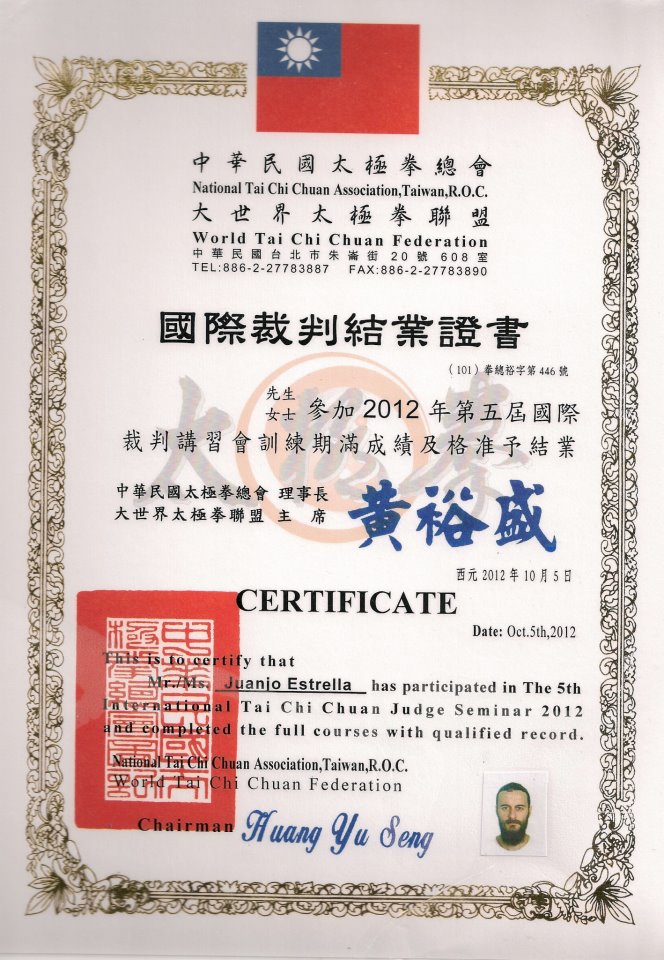 中華民國太極拳總會
National Tai Chi Chuan Association,Taiwan,R.O.C.
大世界太極拳聯盟
World Tai Chi Chuan Federation
中華民國台北市朱崙街20號608室
TEL:886-2-27783887 FAX:886-2-27783890
國際裁判結業證書
（101）拳總裕字第446號
先生
女士 參加2012年第五屆國際
裁判講習會訓練期滿成績及格准予結業
太極拳
中華民國太極拳總會 理事長
大世界太極拳聯盟 主席
黃裕盛
西元2012年10月5日
CERTIFICATE
Date: Oct.5th,2012
This is to certify that
Mr./Ms. Juanjo Estrella has participated in The 5th
International Tai Chi Chuan Judge Seminar 2012
and completed the full courses with qualified record.
National Tai Chi Chuan Association,Taiwan,R.O.C.
World Tai Chi Chuan Federation
Chairman Huang Yu Seng